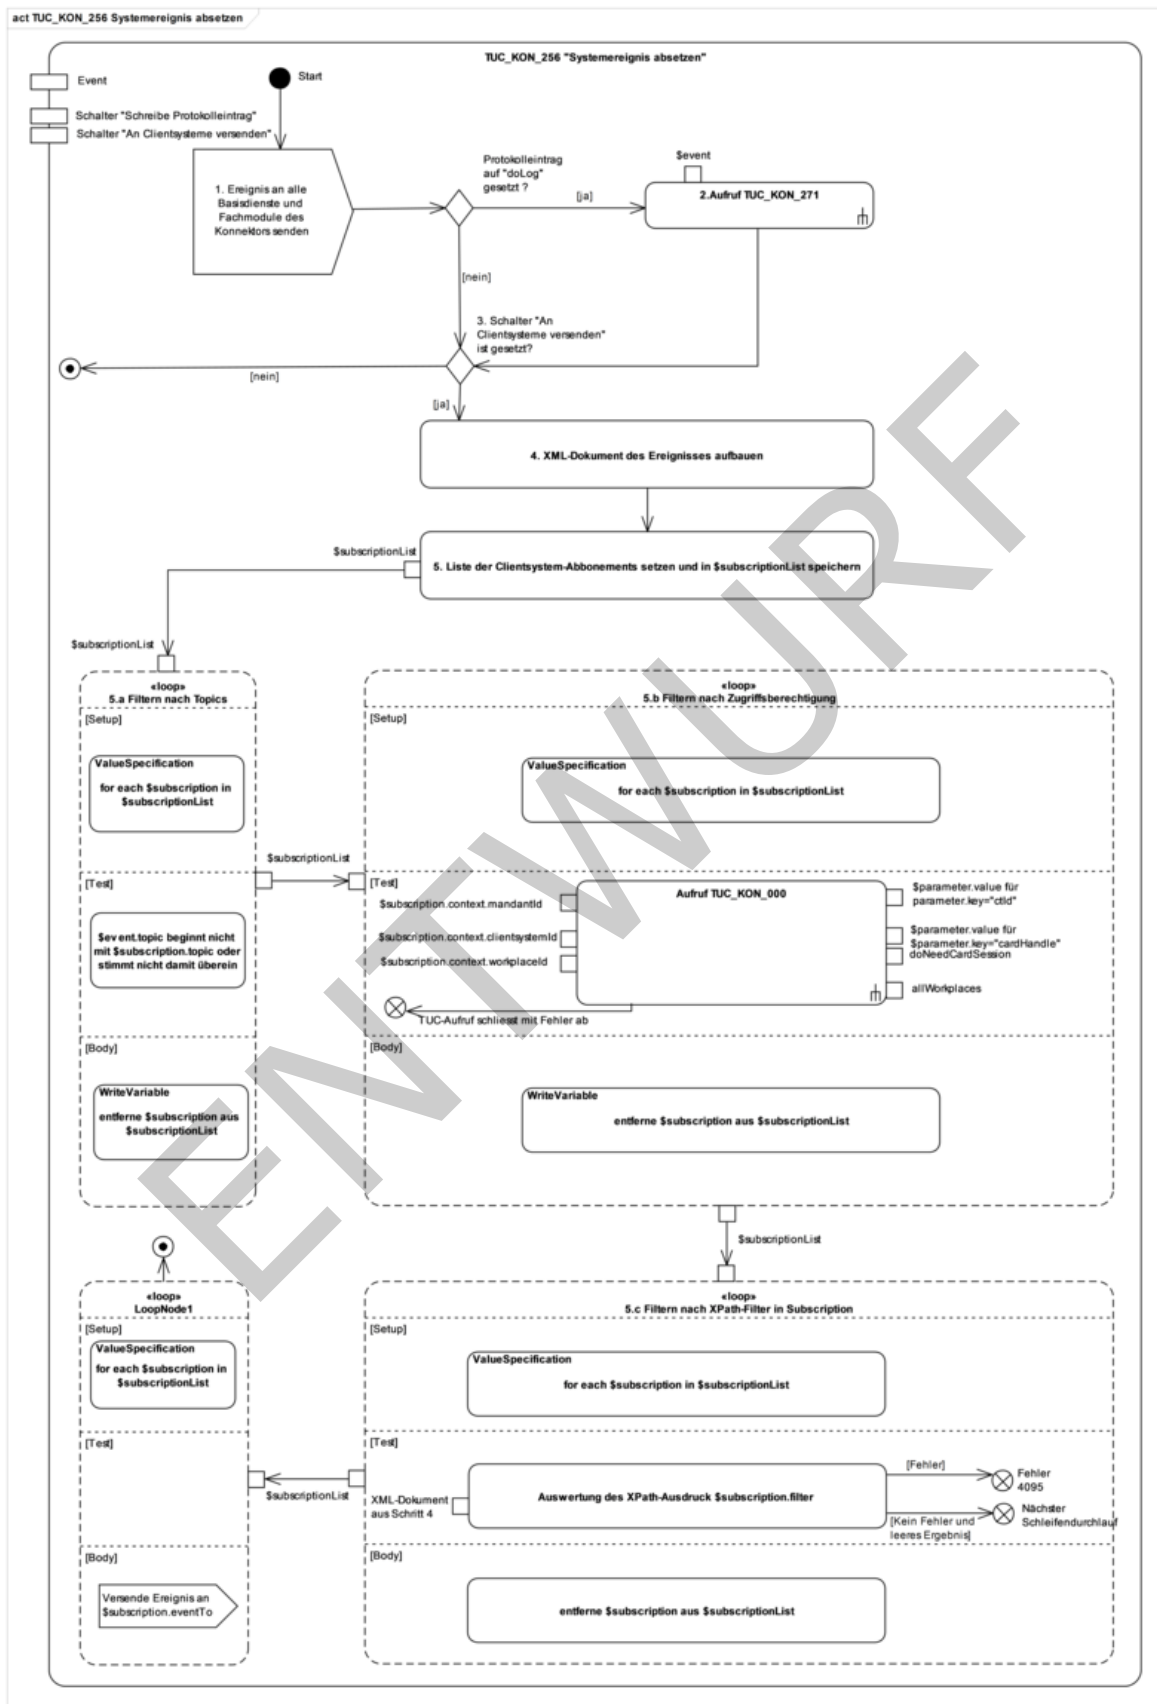 act TUC_KON_256 Systemereignis absetzen
TUC_KON_256 "Systemereignis absetzen"
Event
Start
Schalter "Schreibe Protokolleintrag"
Schalter "An Clientsysteme versenden"
1. Ereignis an alle
Basisdienste und
Fachmodule des
Konnektors senden
Protokolleintrag
auf "doLog"
gesetzt ?
[ja]
$event
2.Aufruf TUC_KON_271
[nein]
3. Schalter "An
Clientsysteme versenden"
ist gesetzt?
[nein]
[ja]
4. XML-Dokument des Ereignisses aufbauen
$subscriptionList
5. Liste der Clientsystem-Abbonements setzen und in $subscriptionList speichern
$subscriptionList
«loop»
5.a Filtern nach Topics
[Setup]
ValueSpecification
for each $subscription in
$subscriptionList
[Test]
$event.topic beginnt nicht
mit $subscription.topic oder
stimmt nicht damit überein
[Body]
WriteVariable
entferne $subscription aus
$subscriptionList
$subscriptionList
«loop»
5.b Filtern nach Zugriffsberechtigung
[Setup]
ValueSpecification
for each $subscription in $subscriptionList
[Test]
$subscription.context.mandantId
$subscription.context.clientsystemId
$subscription.context.workplaceId
Aufruf TUC_KON_000
$parameter.value für
parameter.key="ctId"
$parameter.value für
$parameter.key="cardHandle"
doNeedCardSession
allWorkplaces
TUC-Aufruf schliesst mit Fehler ab
[Body]
WriteVariable
entferne $subscription aus $subscriptionList
$subscriptionList
«loop»
5.c Filtern nach XPath-Filter in Subscription
[Setup]
ValueSpecification
for each $subscription in $subscriptionList
[Test]
XML-Dokument
aus Schritt 4
Auswertung des XPath-Ausdruck $subscription.filter
[Fehler]
Fehler
4095
[Kein Fehler und
leeres Ergebnis]
Nächster
Schleifendurchlauf
[Body]
entferne $subscription aus $subscriptionList
$subscriptionList
«loop»
LoopNode1
[Setup]
ValueSpecification
for each $subscription in
$subscriptionList
[Test]
[Body]
Versende Ereignis an
$subscription.eventTo
ENTWURF